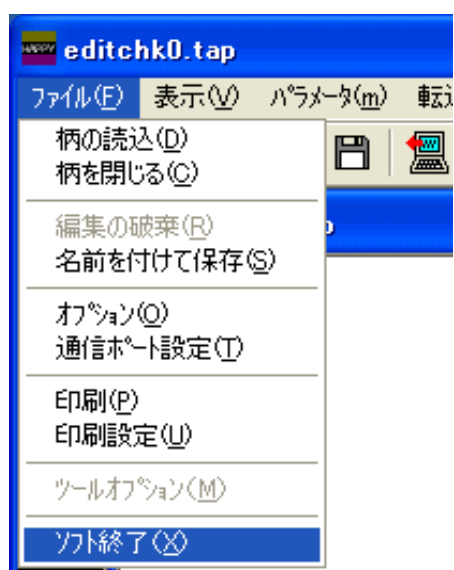 HAPPY editchk0.tap
ﾌｧｲﾙ(F) 表示(V) ﾊﾟﾗﾒｰﾀ(m)
柄の読込(D)
柄を閉じる(C)
編集の破棄(R)
名前を付けて保存(S)
ｵﾌﾟｼｮﾝ(O)
通信ﾎﾟｰﾄ設定(T)
印刷(P)
印刷設定(U)
ﾂｰﾙｵﾌﾟｼｮﾝ(M)
ｿﾌﾄ終了(X)